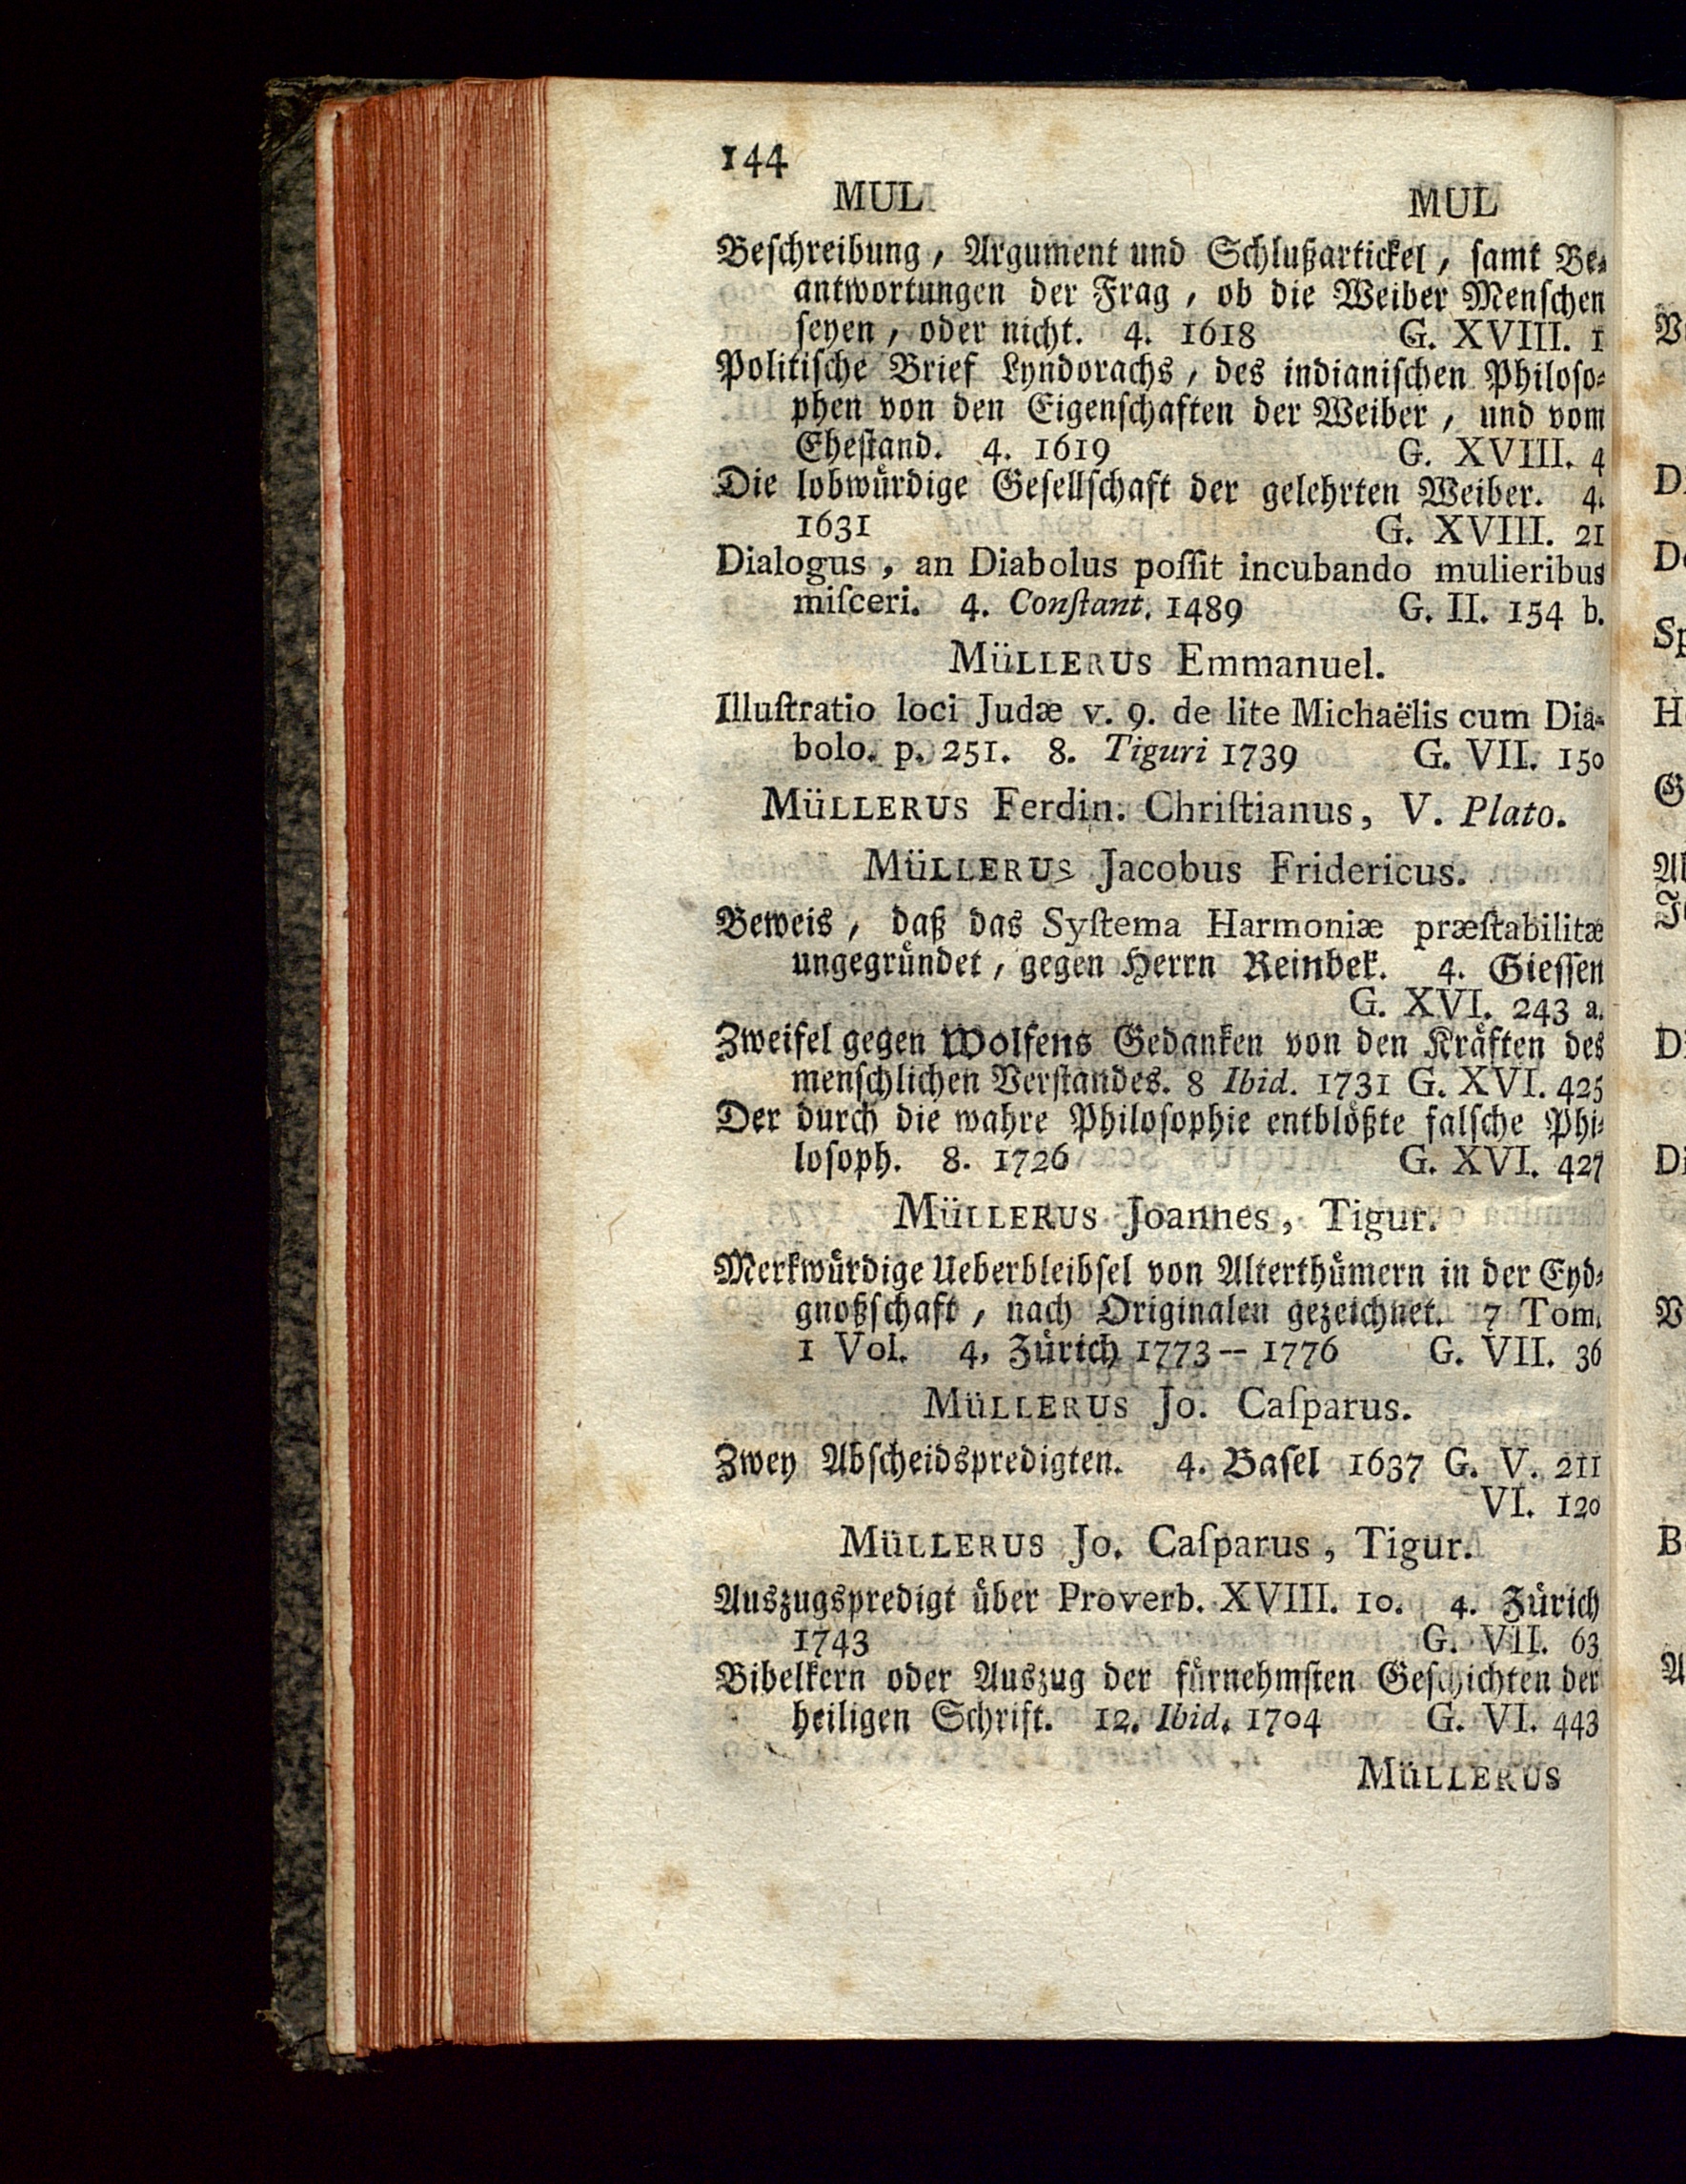 144
MUL MUL
Beschreibung, Argument und Schlußartickel, samt Be-
antwortungen der Frag, ob die Weiber Menschen
seyen, oder nicht. 4. 1618 G. XVIII. 1
Politische Brief Lyndorachs, des indianischen Philoso-
phen von den Eigenschaften der Weiber, und vom
Ehestand. 4. 1619 G. XVIII. 4
Die lobwürdige Gesellschaft der gelehrten Weiber. 4.
1631 G. XVIII. 21
Dialogus, an Diabolus poſſit incubando mulieribus
miſceri. 4. Conſtant. 1489 G. II. 154 b.
MüLLERUS Emmanuel.
Illuſtratio loci Judæ v. 9. de lite Michaëlis cum Dia-
bolo. p. 251. 8. Tiguri 1739 G. VII. 150
MüLLERUS Ferdin. Chriſtianus, V. Plato.
MüLLERUS Jacobus Fridericus.
Beweis, daß das Syſtema Harmoniæ præſtabilitæ
ungegründet, gegen Herrn Reinbek. 4. Giessen
G. XVI. 243 a.
Zweifel gegen Wolfens Gedanken von den Kräften des
menschlichen Verstandes. 8 Ibid. 1731 G. XVI. 425
Der durch die wahre Philosophie entblößte falsche Phi-
losoph. 8. 1726 G. XVI. 427
MüLLERUS Joannes, Tigur.
Merkwürdige Ueberbleibsel von Alterthümern in der Eyd-
gnoßschaft, nach Originalen gezeichnet. 7 Tom.
1 Vol. 4. Zürich 1773 – 1776 G. VII. 36
MüLLERUS Jo. Caſparus.
Zwey Abscheidspredigten. 4. Basel 1637 G. V. 211
VI. 120
MüLLERUS Jo. Caſparus, Tigur.
Auszugspredigt über Proverb. XVIII. 10. 4. Zürich
1743 G. VII. 63
Bibelkern oder Auszug der fürnehmsten Geschichten der
heiligen Schrift. 12. Ibid. 1704 G. VI. 443
MüLLERUS